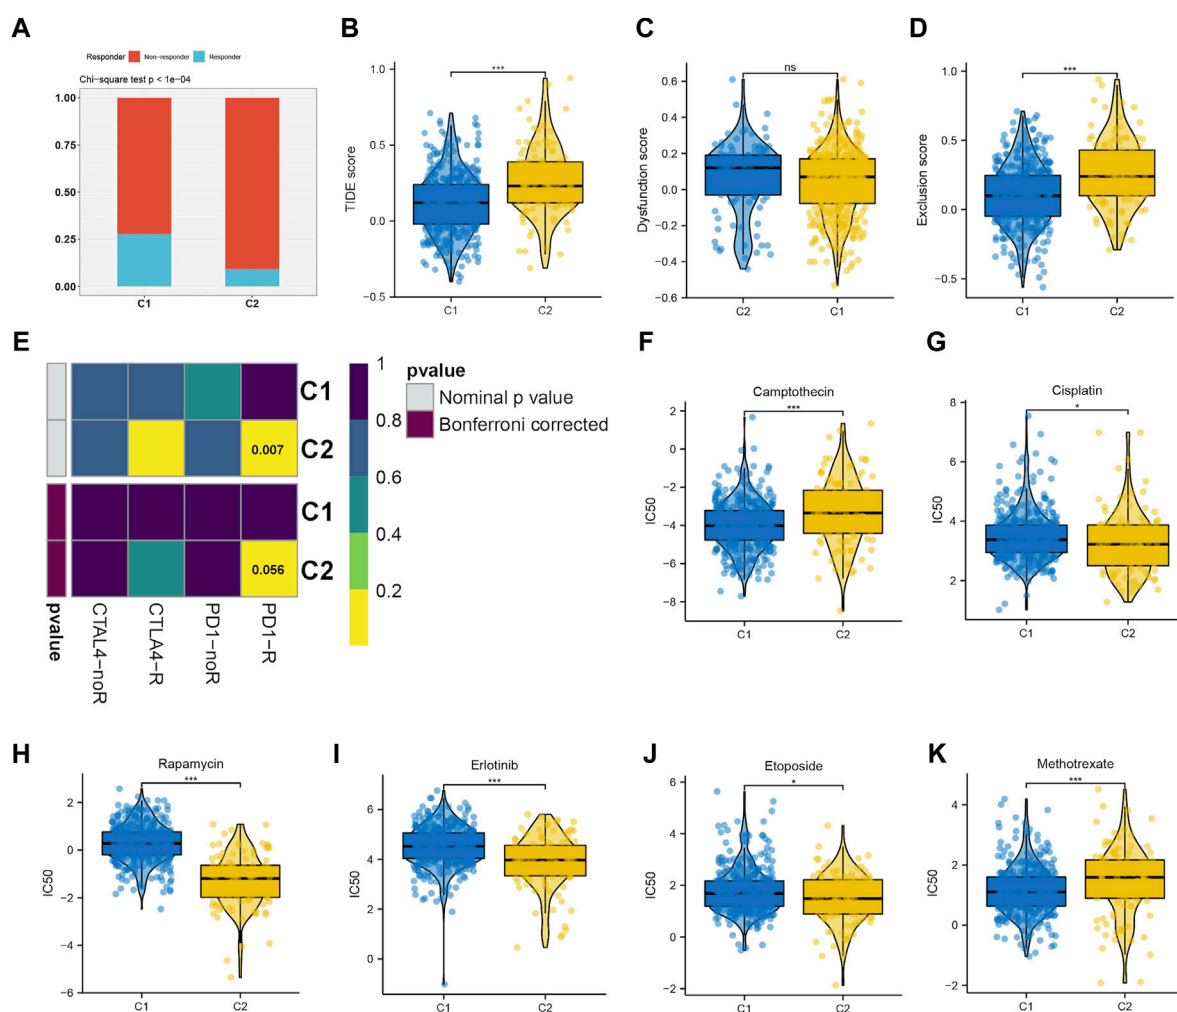 A
Responder Non-responder Responder
Chi-square test p < 1e-04
1.00
0.75
0.50
0.25
0.00
C1 C2
B
***
1.0
0.5
0.0
−0.5
TIDE score
C1 C2
C
ns
0.6
0.4
0.2
0.0
−0.2
−0.4
−0.6
Dysfunction score
C2 C1
D
***
1.0
0.5
0.0
−0.5
Exclusion score
C1 C2
E
C1
C2
0.007
C1
C2
0.056
pvalue
CTAL4−noR
CTLA4−R
PD1−noR
PD1−R
1
0.8
0.6
0.4
0.2
pvalue
Nominal p value
Bonferroni corrected
F
Camptothecin
***
2
0
−2
−4
−6
−8
IC50
C1 C2
G
Cisplatin
*
8
6
4
2
IC50
C1 C2
H
Rapamycin
***
2
0
−2
−4
−6
IC50
C1 C2
I
Erlotinib
***
6
4
2
0
IC50
C1 C2
J
Etoposide
*
6
4
2
0
−2
IC50
C1 C2
K
Methotrexate
***
4
2
0
−2
IC50
C1 C2